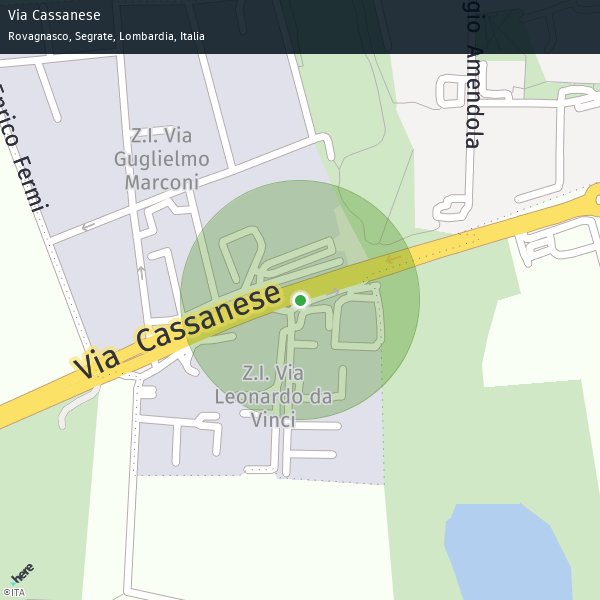 Via Cassanese
Rovagnasco, Segrate, Lombardia, Italia
Enrico Fermi
gio Amendola
Z.I. Via
Guglielmo
Marconi
Via Cassanese
Z.I. Via
Leonardo da
Vinci
here
©ITA